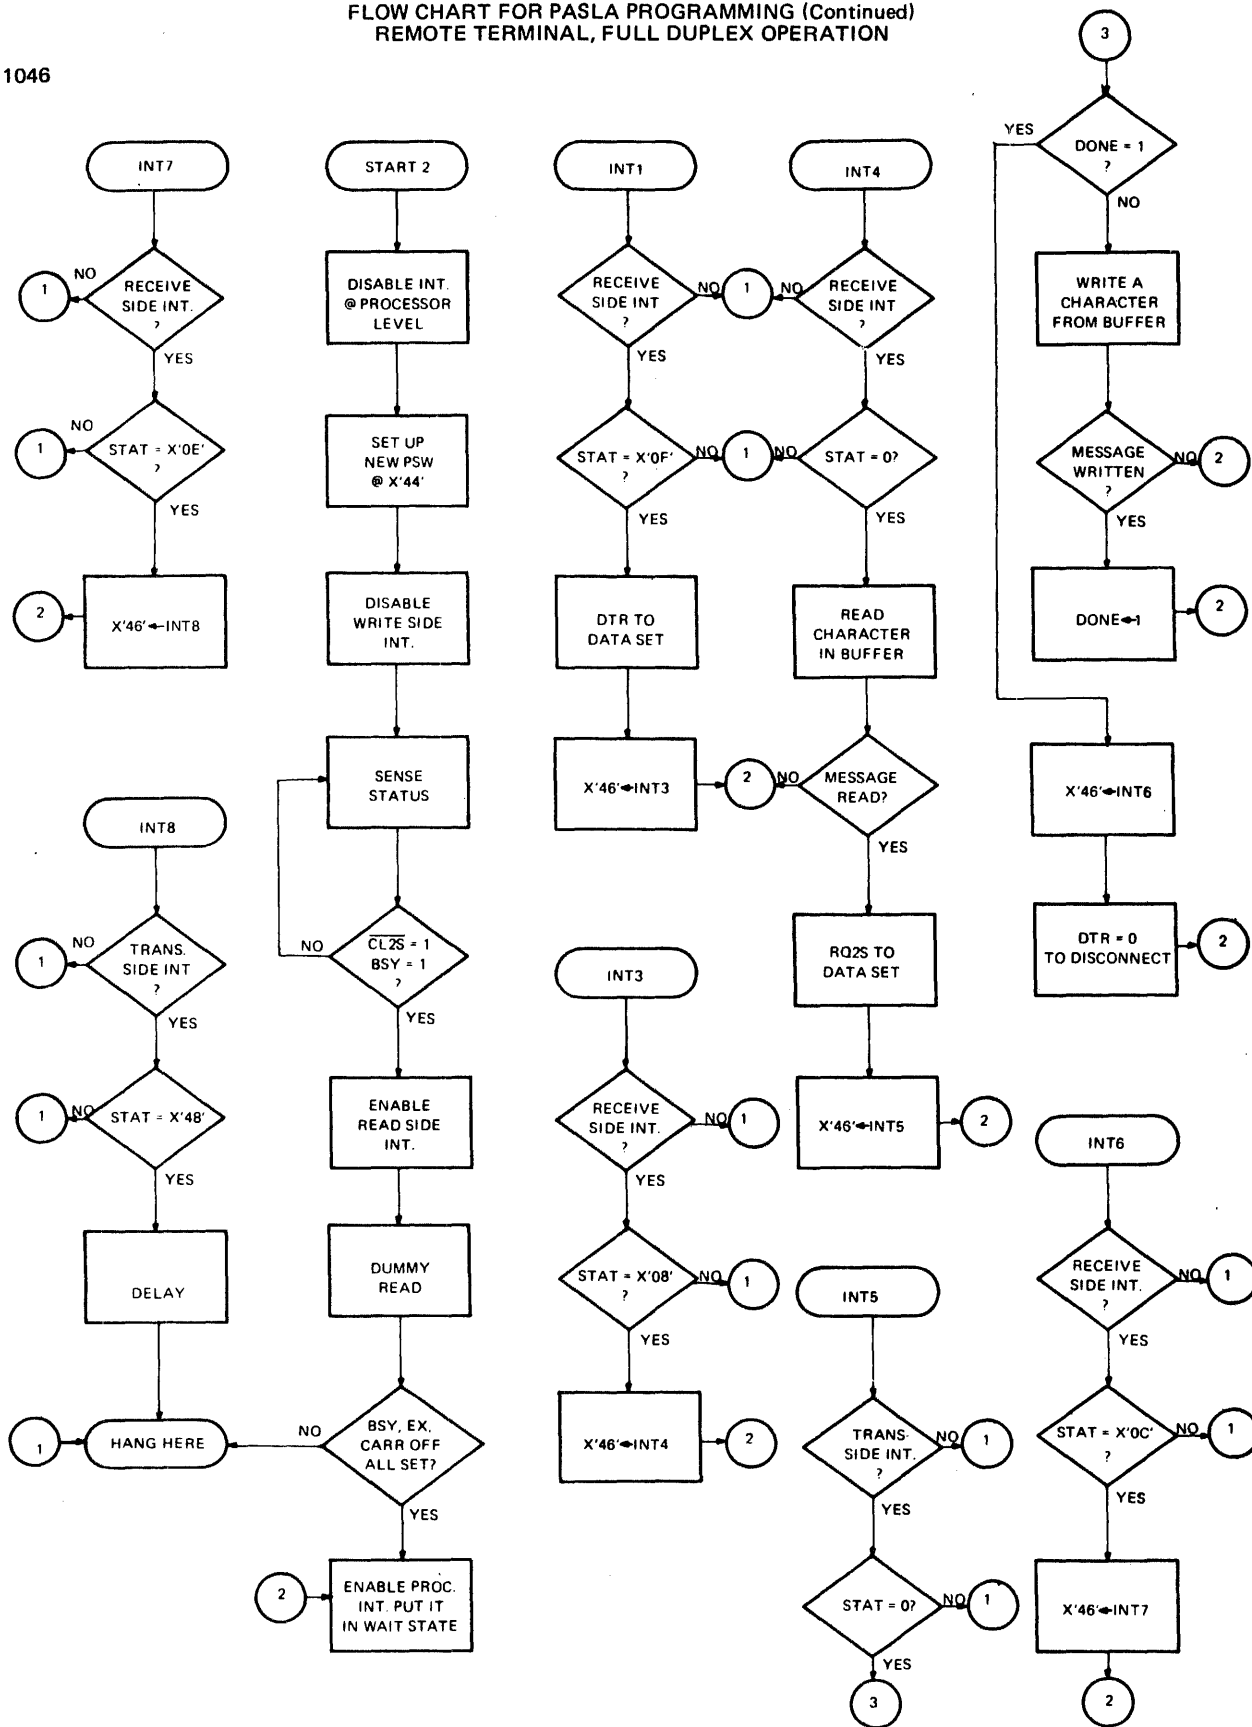 FLOW CHART FOR PASLA PROGRAMMING (Continued)
REMOTE TERMINAL, FULL DUPLEX OPERATION
1046
INT7
RECEIVE
SIDE INT.
?
NO
1
YES
STAT = X'0E'
?
NO
1
YES
X'46'←INT8
2
INT8
TRANS.
SIDE INT
?
NO
1
YES
STAT = X'48'
NO
1
YES
DELAY
HANG HERE
1
START 2
DISABLE INT.
@ PROCESSOR
LEVEL
SET UP
NEW PSW
@ X'44'
DISABLE
WRITE SIDE
INT.
SENSE
STATUS
C̅L̅2̅S̅ = 1
BSY = 1
?
NO
YES
ENABLE
READ SIDE
INT.
DUMMY
READ
BSY, EX,
CARR OFF
ALL SET?
NO
YES
ENABLE PROC.
INT. PUT IT
IN WAIT STATE
2
INT1
RECEIVE
SIDE INT
?
NO
1
YES
STAT = X'0F'
?
NO
1
YES
DTR TO
DATA SET
X'46'←INT3
2
INT3
RECEIVE
SIDE INT.
?
NO
1
YES
STAT = X'08'
?
NO
1
YES
X'46'←INT4
2
INT4
RECEIVE
SIDE INT
?
NO
YES
STAT = 0?
NO
YES
READ
CHARACTER
IN BUFFER
MESSAGE
READ?
NO
YES
RQ2S TO
DATA SET
X'46'←INT5
2
INT5
TRANS-
SIDE INT.
?
NO
1
YES
STAT = 0?
NO
1
YES
3
3
DONE = 1
?
YES
NO
WRITE A
CHARACTER
FROM BUFFER
MESSAGE
WRITTEN
?
NO
2
YES
DONE←1
2
X'46'←INT6
DTR = 0
TO DISCONNECT
2
INT6
RECEIVE
SIDE INT.
?
NO
1
YES
STAT = X'0C'
?
NO
1
YES
X'46'←INT7
2